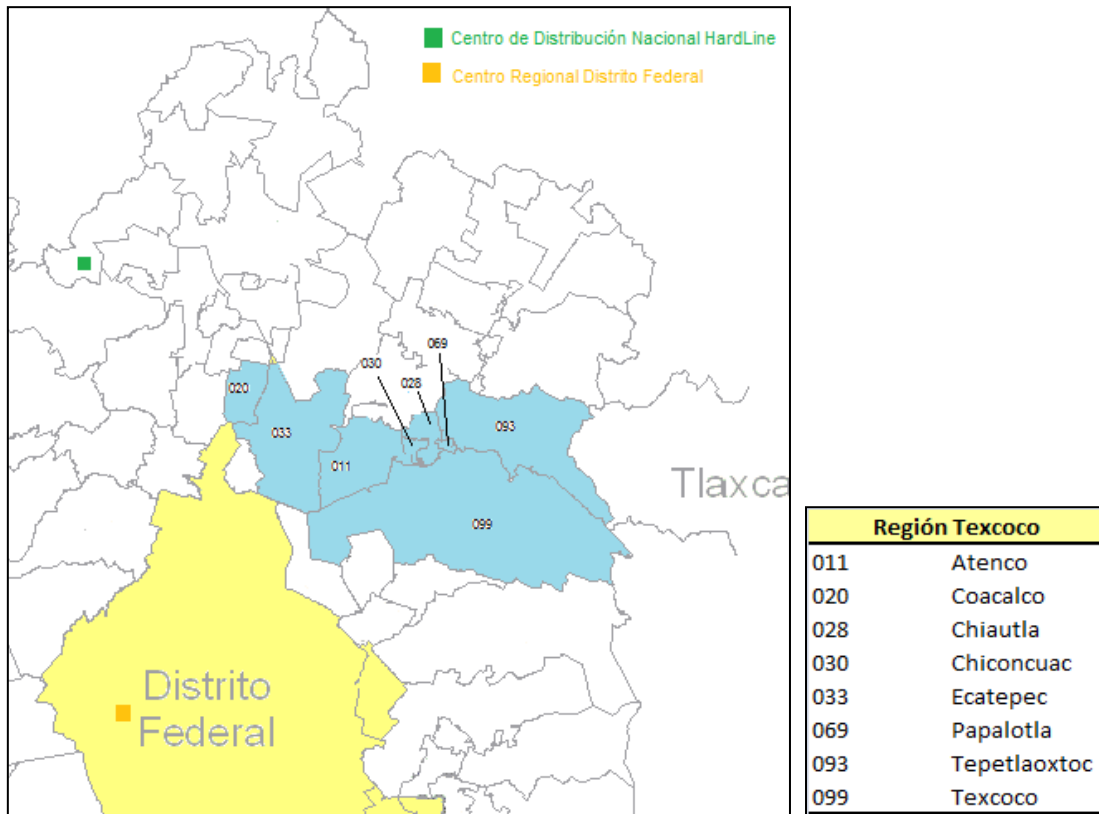 Centro de Distribución Nacional HardLine
Centro Regional Distrito Federal
069
030
028
020
093
033
011
099
Tlaxca
Distrito
Federal
Región Texcoco
011 Atenco
020 Coacalco
028 Chiautla
030 Chiconcuac
033 Ecatepec
069 Papalotla
093 Tepetlaoxtoc
099 Texcoco